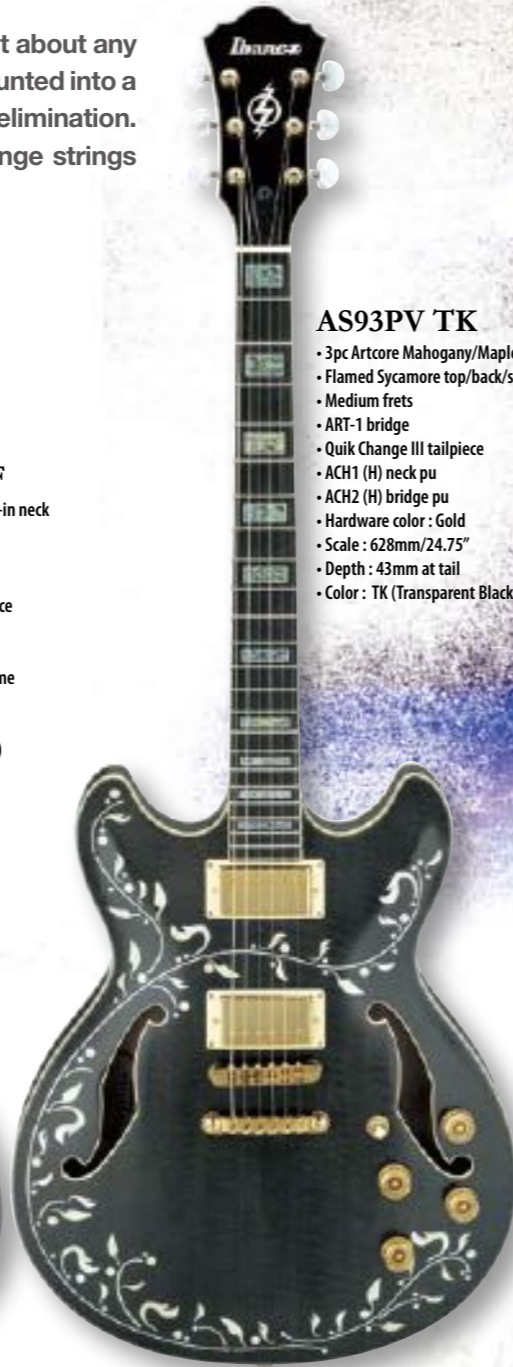 t about any
unted into a
elimination.
nge strings
Ibanez
AS93PV TK
• 3pc Artcore Mahogany/Maple
• Flamed Sycamore top/back/s
• Medium frets
• ART-1 bridge
• Quik Change III tailpiece
• ACH1 (H) neck pu
• ACH2 (H) bridge pu
• Hardware color : Gold
• Scale : 628mm/24.75″
• Depth : 43mm at tail
• Color : TK (Transparent Black
-in neck
ce
me
)